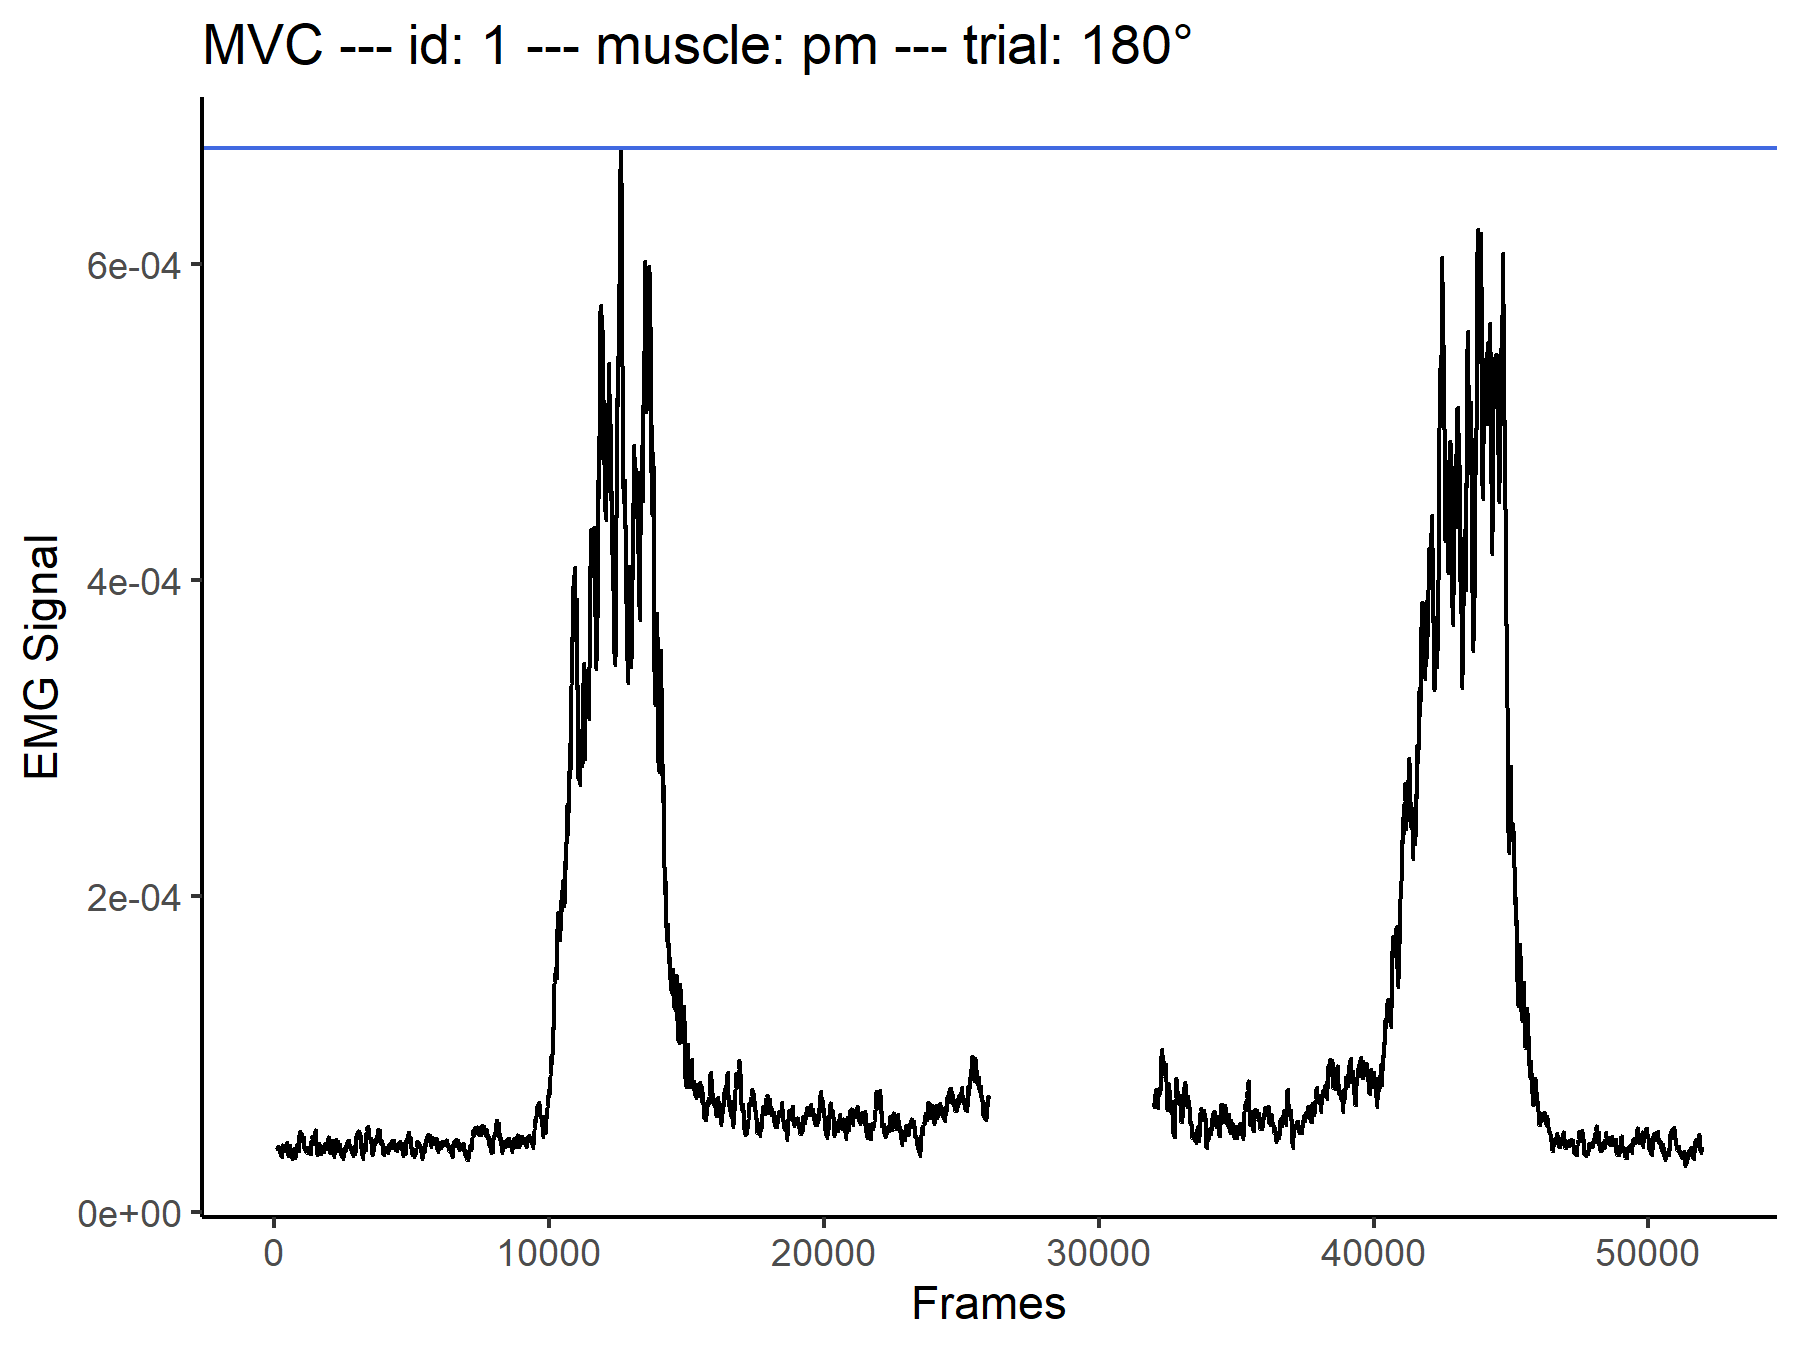 MVC --- id: 1 --- muscle: pm --- trial: 180°
EMG Signal
6e-04
4e-04
2e-04
0e+00
0 10000 20000 30000 40000 50000
Frames